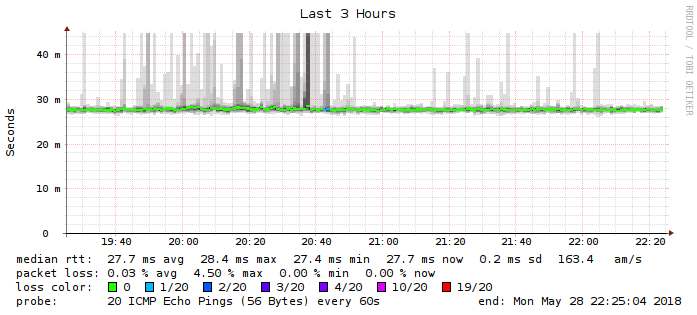 Last 3 Hours
RRDTOOL / TOBI OETIKER
Seconds
40 m
30 m
20 m
10 m
0
19:40 20:00 20:20 20:40 21:00 21:20 21:40 22:00 22:20
median rtt: 27.7 ms avg 28.4 ms max 27.4 ms min 27.7 ms now 0.2 ms sd 163.4 am/s
packet loss: 0.03 % avg 4.50 % max 0.00 % min 0.00 % now
loss color: 0 1/20 2/20 3/20 4/20 10/20 19/20
probe: 20 ICMP Echo Pings (56 Bytes) every 60s end: Mon May 28 22:25:04 2018